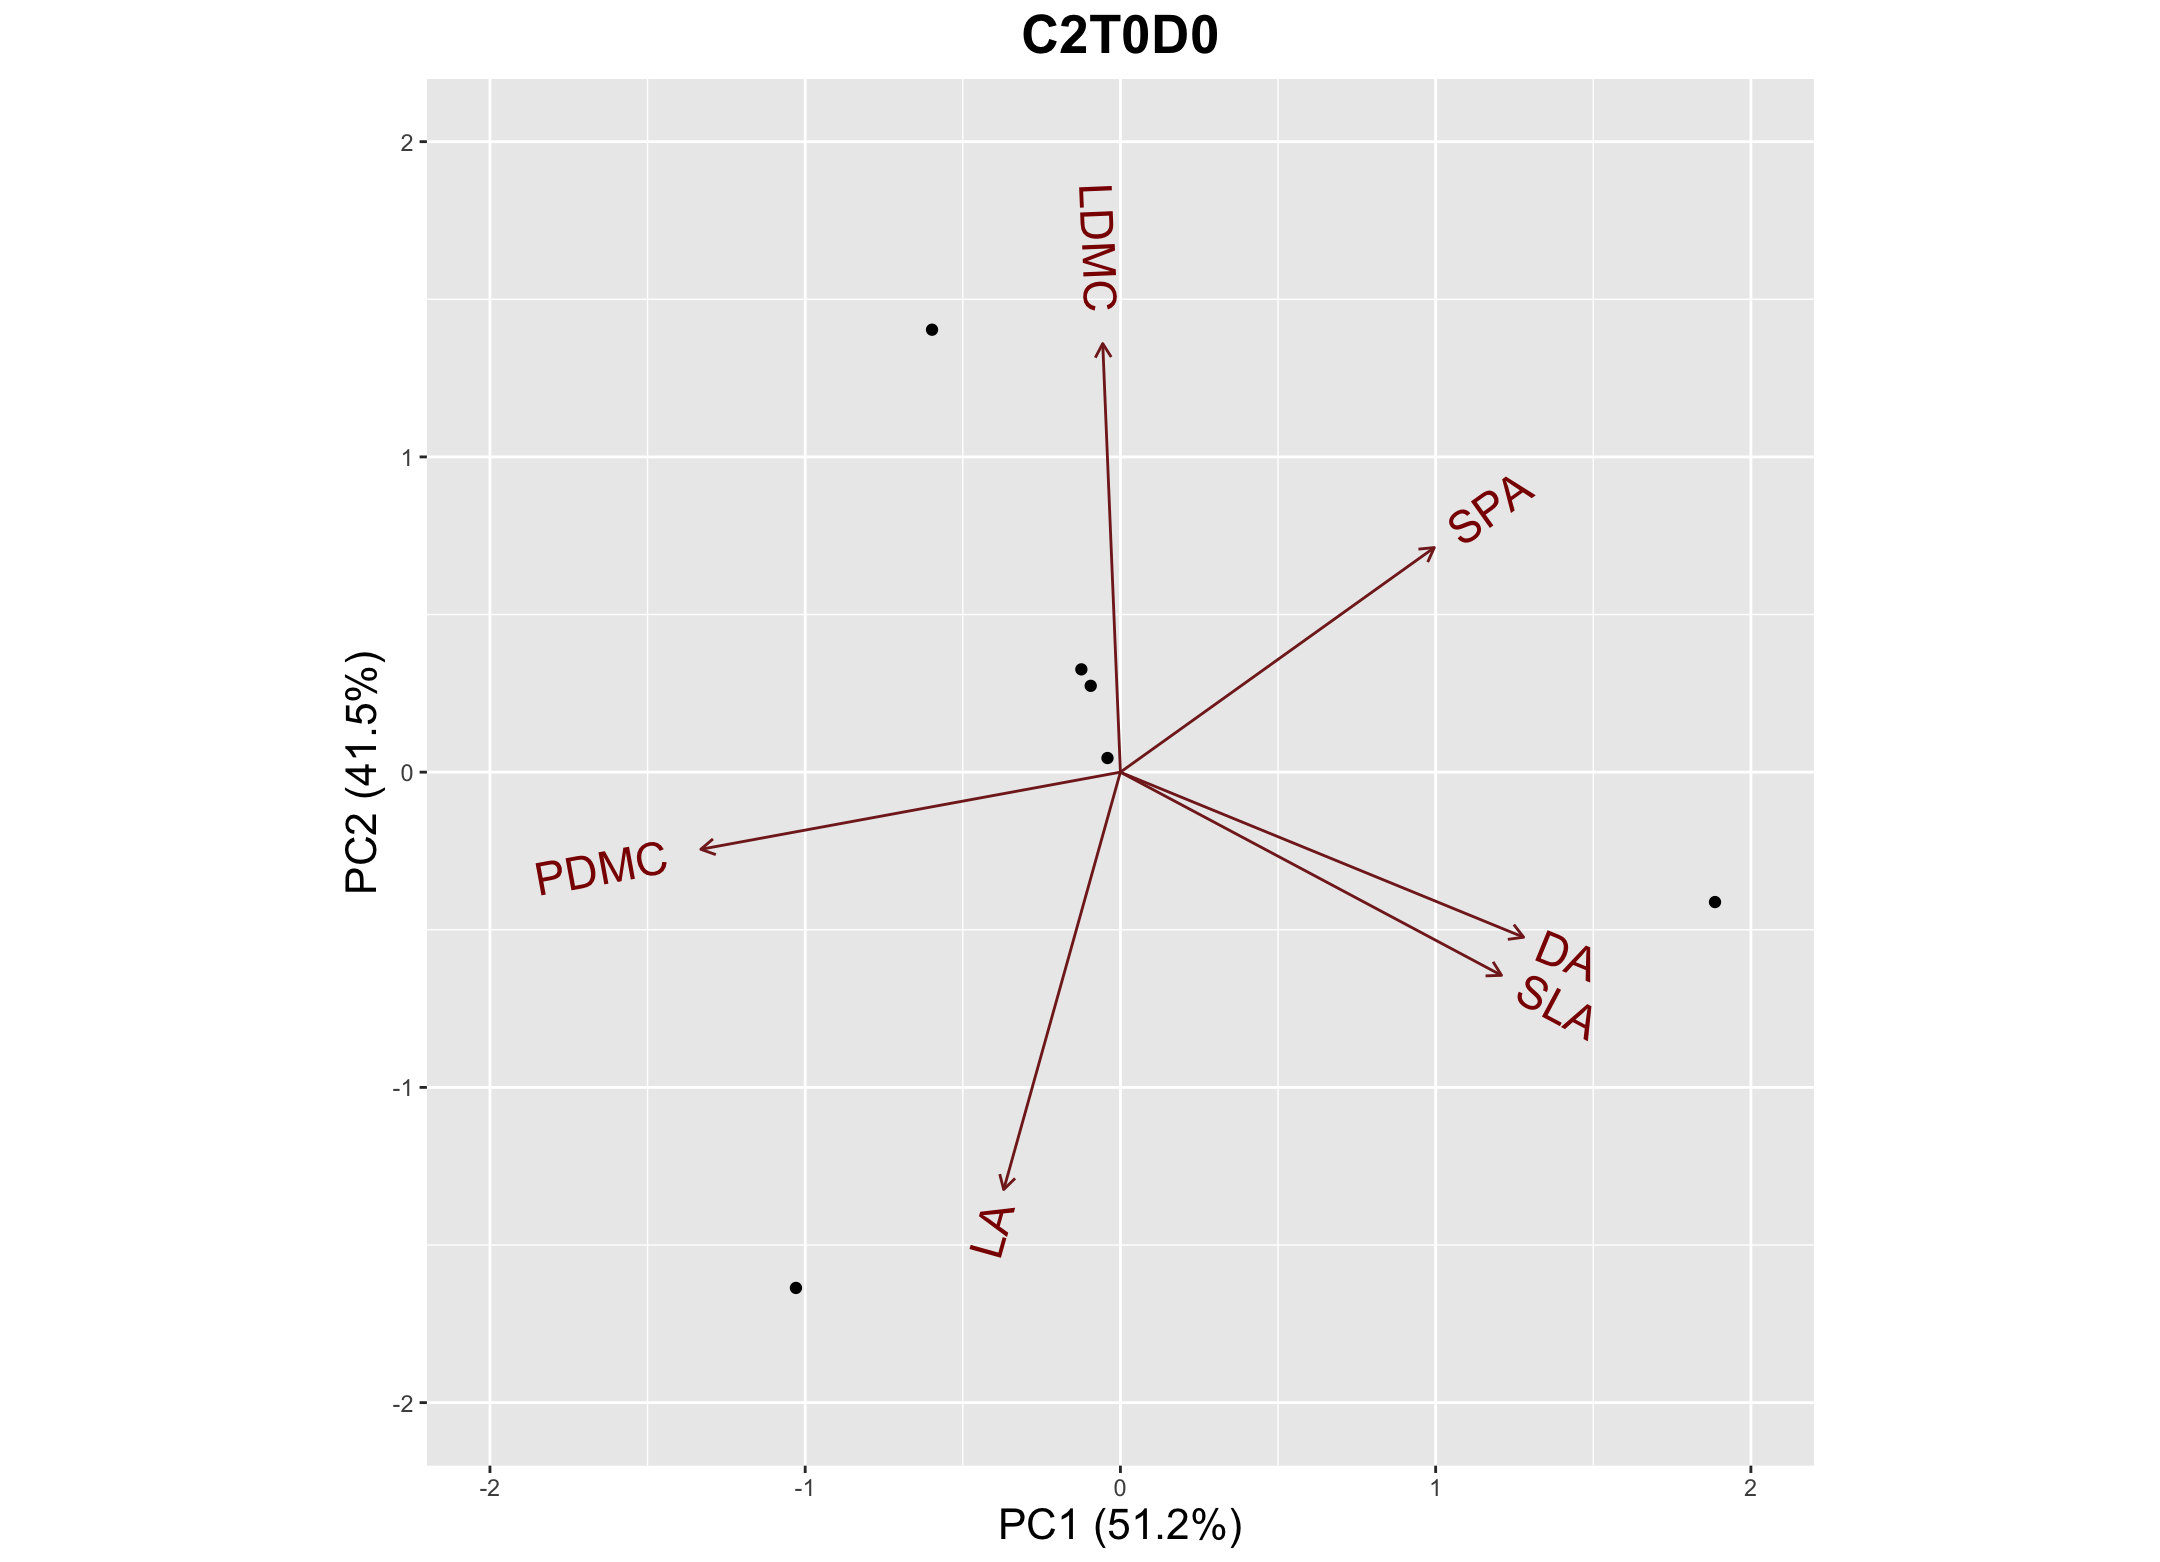 C2T0D0
2
LDMC
1
SPA
PC2 (41.5%)
0
PDMC
DA
SLA
-1
LA
-2
-2 -1 0 1 2
PC1 (51.2%)